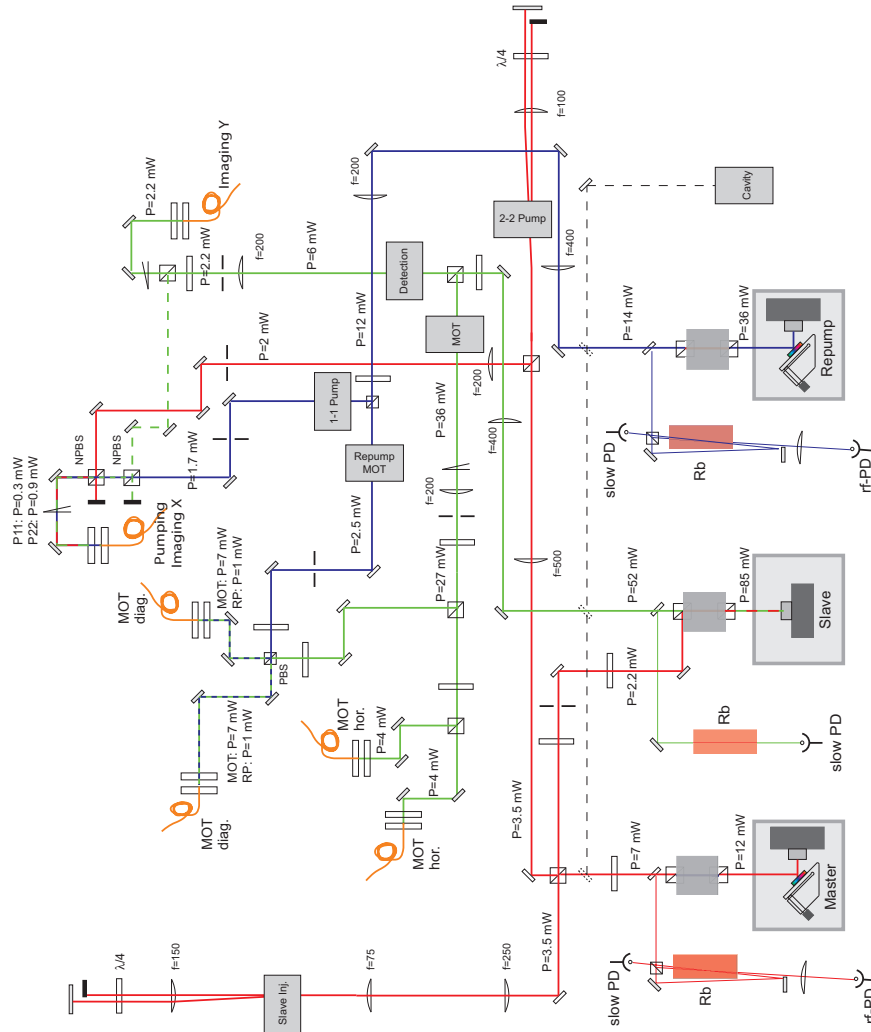 λ/4
f=100
Imaging Y
P=2.2 mW
P=2.2 mW
f=200
P=6 mW
f=200
Detection
2-2 Pump
f=400
Cavity
P=2 mW
P=12 mW
MOT
f=200
P=14 mW
P=36 mW
Repump
P11: P=0.3 mW
P22: P=0.9 mW
NPBS
NPBS
P=1.7 mW
1-1 Pump
P=36 mW
f=400
slow PD
Rb
rf-PD
Pumping
Imaging X
Repump
MOT
P=2.5 mW
f=200
f=500
MOT
diag.
MOT: P=7 mW
RP: P=1 mW
P=27 mW
P=52 mW
P=85 mW
Slave
PBS
MOT
diag.
MOT: P=7 mW
RP: P=1 mW
MOT
hor.
P=4 mW
P=2.2 mW
Rb
slow PD
MOT
hor.
P=4 mW
P=3.5 mW
P=7 mW
P=12 mW
Master
λ/4
f=150
Slave Inj.
f=75
f=250
P=3.5 mW
slow PD
Rb
rf-PD